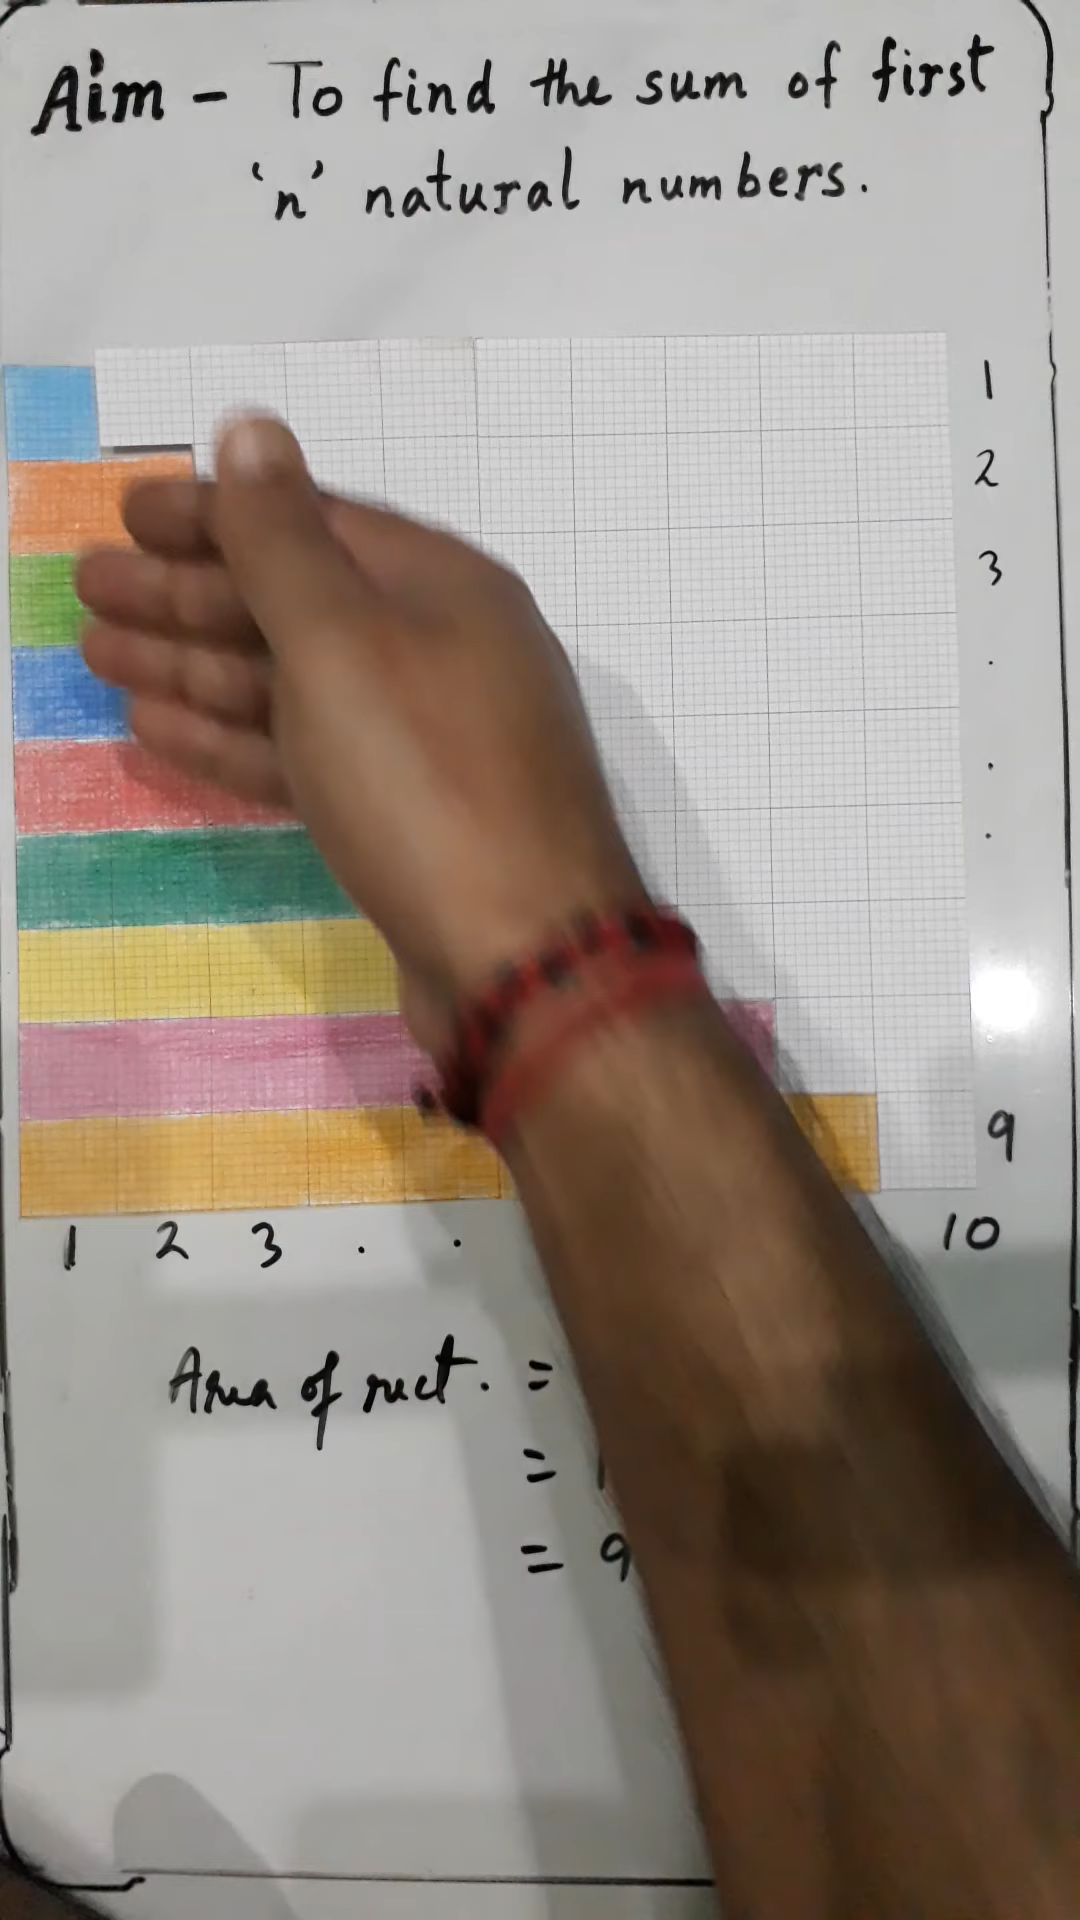 Aim - To find the sum of first
'n' natural numbers.
1
2
3
.
.
.
9
1 2 3 . . 10
Area of rect. =
=
= 9